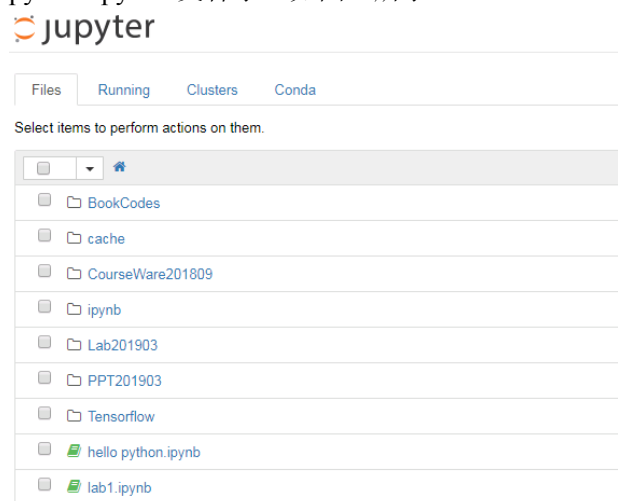 jupyter
Files Running Clusters Conda
Select items to perform actions on them.
BookCodes
cache
CourseWare201809
ipynb
Lab201903
PPT201903
Tensorflow
hello python.ipynb
lab1.ipynb